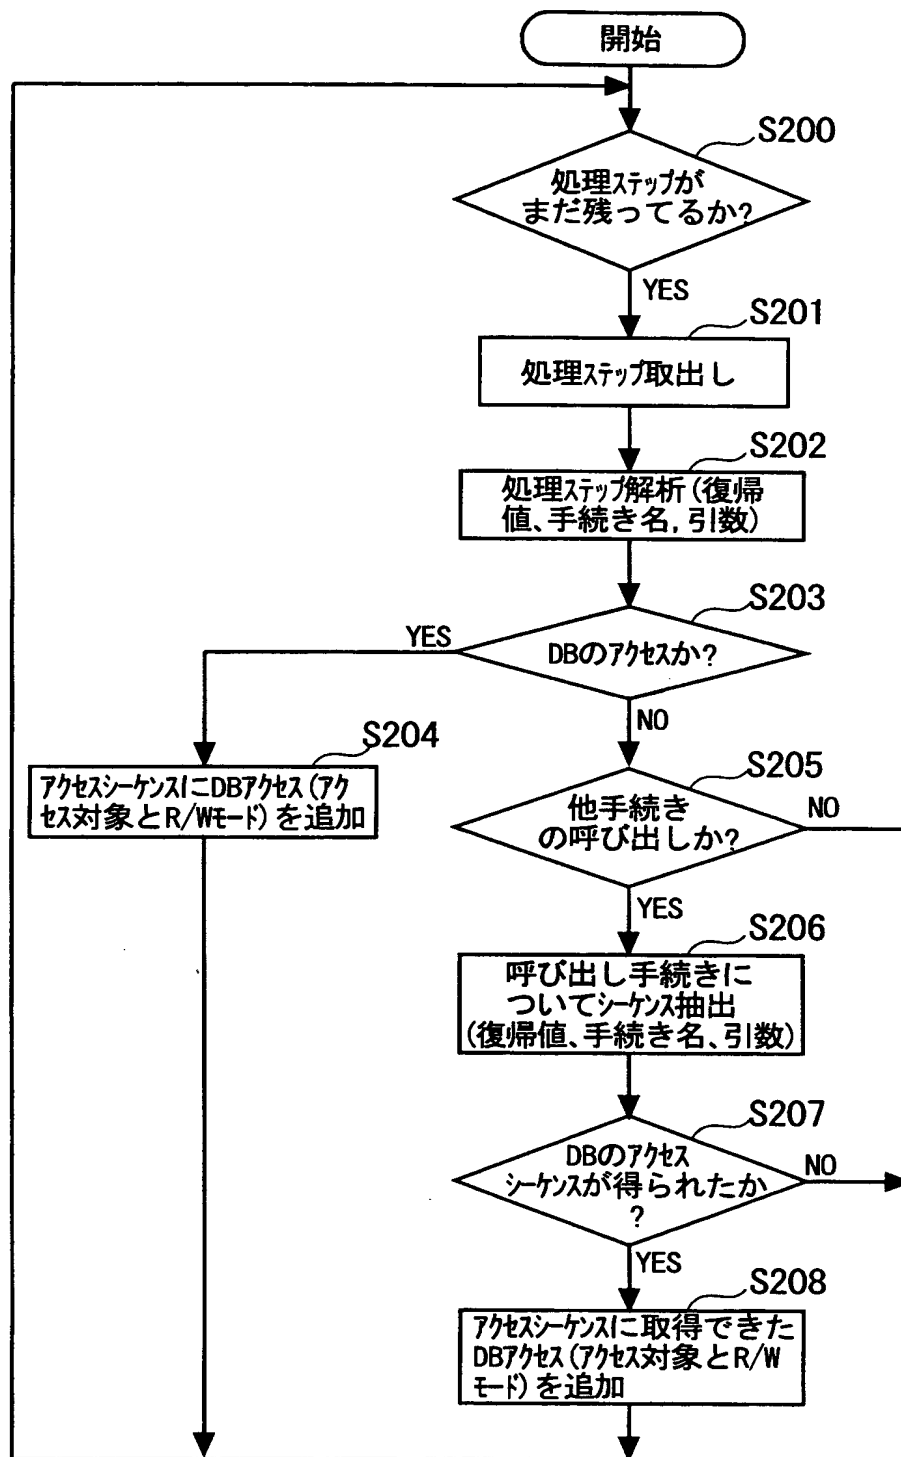 開始
S200
処理ステップが
まだ残ってるか?
YES
S201
処理ステップ取出し
S202
処理ステップ解析(復帰
値、手続き名,引数)
S203
YES
DBのアクセスか?
NO
S204
アクセスシーケンスにDBアクセス(アク
セス対象とR/Wモード)を追加
S205
他手続き
の呼び出しか?
NO
YES
S206
呼び出し手続きに
ついてシーケンス抽出
(復帰値、手続き名、引数)
S207
DBのアクセス
シーケンスが得られたか
?
NO
YES
S208
アクセスシーケンスに取得できた
DBアクセス(アクセス対象とR/W
モード)を追加